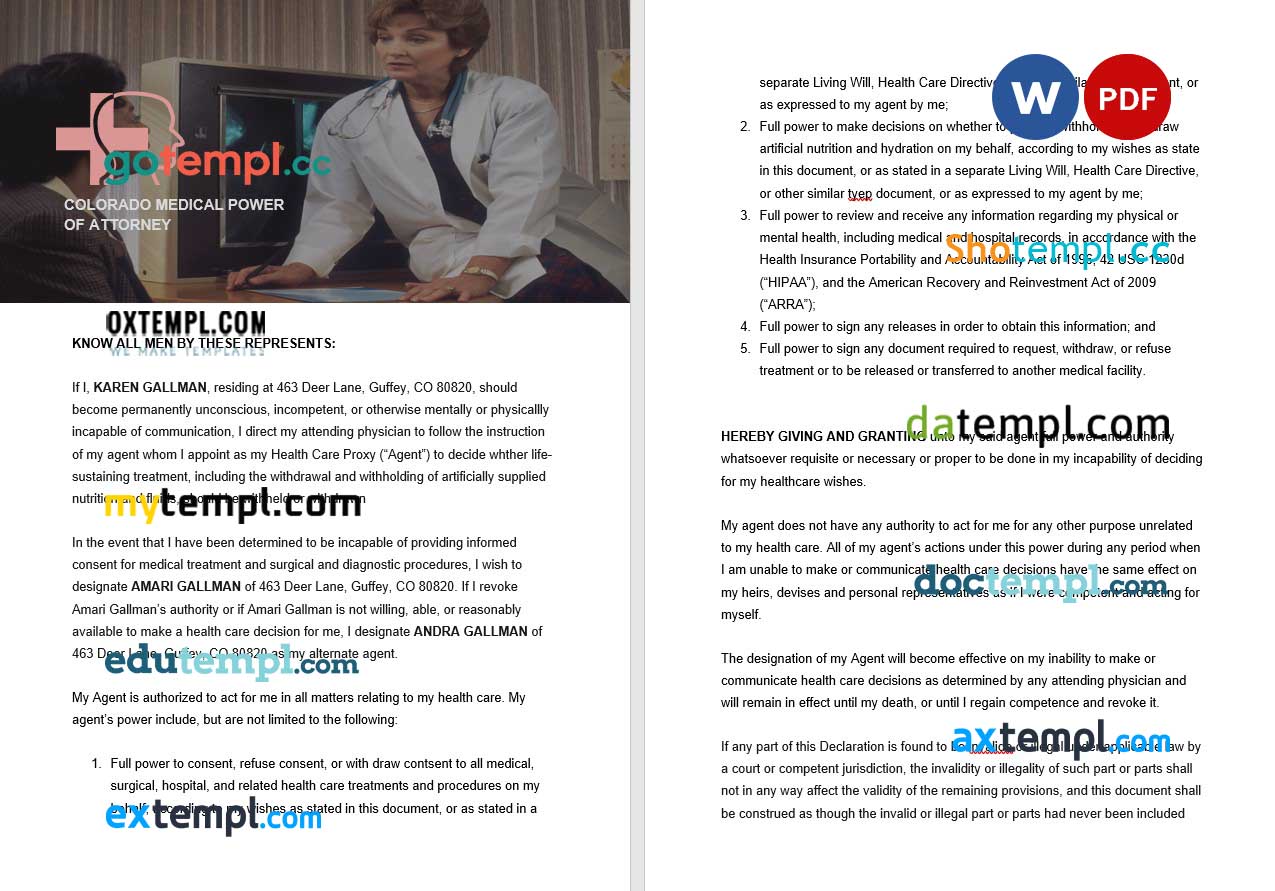 gotempl.cc
COLORADO MEDICAL POWER
OF ATTORNEY
OXTEMPL.COM
WE MAKE TEMPLATES
KNOW ALL MEN BY THESE REPRESENTS:
If I, KAREN GALLMAN, residing at 463 Deer Lane, Guffey, CO 80820, should
become permanently unconscious, incompetent, or otherwise mentally or physicallly
incapable of communication, I direct my attending physician to follow the instruction
of my agent whom I appoint as my Health Care Proxy (“Agent”) to decide whther life-
sustaining treatment, including the withdrawal and withholding of artificially supplied
nutrition and fluids, should be withheld or withdrawn
mytempl.com
In the event that I have been determined to be incapable of providing informed
consent for medical treatment and surgical and diagnostic procedures, I wish to
designate AMARI GALLMAN of 463 Deer Lane, Guffey, CO 80820. If I revoke
Amari Gallman’s authority or if Amari Gallman is not willing, able, or reasonably
available to make a health care decision for me, I designate ANDRA GALLMAN of
463 Deer Lane, Guffey, CO 80820 as my alternate agent.
edutempl.com
My Agent is authorized to act for me in all matters relating to my health care. My
agent’s power include, but are not limited to the following:
1. Full power to consent, refuse consent, or with draw contsent to all medical,
surgical, hospital, and related health care treatments and procedures on my
behalf, according to my wishes as stated in this document, or as stated in a
extempl.com
W PDF
separate Living Will, Health Care Directive, or
as expressed to my agent by me;
2. Full power to make decisions on whether to
artificial nutrition and hydration on my behalf, according to my wishes as state
in this document, or as stated in a separate Living Will, Health Care Directive,
or other similar tyep document, or as expressed to my agent by me;
3. Full power to review and receive any information regarding my physical or
mental health, including medical and hospital records, in accordance with the
Health Insurance Portability and Accountability Act of 1996, 42 USC 1220d
(“HIPAA”), and the American Recovery and Reinvestment Act of 2009
(“ARRA”);
Shotempl.cc
4. Full power to sign any releases in order to obtain this information; and
5. Full power to sign any document required to request, withdraw, or refuse
treatment or to be released or transferred to another medical facility.
datempl.com
HEREBY GIVING AND GRANTING unto my said agent full power and authority
whatsoever requisite or necessary or proper to be done in my incapability of deciding
for my healthcare wishes.
My agent does not have any authority to act for me for any other purpose unrelated
to my health care. All of my agent’s actions under this power during any period when
I am unable to make or communicate health care decisions have the same effect on
my heirs, devises and personal representatives as if I were competent and acting for
myself.
doctempl.com
The designation of my Agent will become effective on my inability to make or
communicate health care decisions as determined by any attending physician and
will remain in effect until my death, or until I regain competence and revoke it.
axtempl.com
If any part of this Declaration is found to be or illegal under applicable law by
a court or competent jurisdiction, the invalidity or illegality of such part or parts shall
not in any way affect the validity of the remaining provisions, and this document shall
be construed as though the invalid or illegal part or parts had never been included